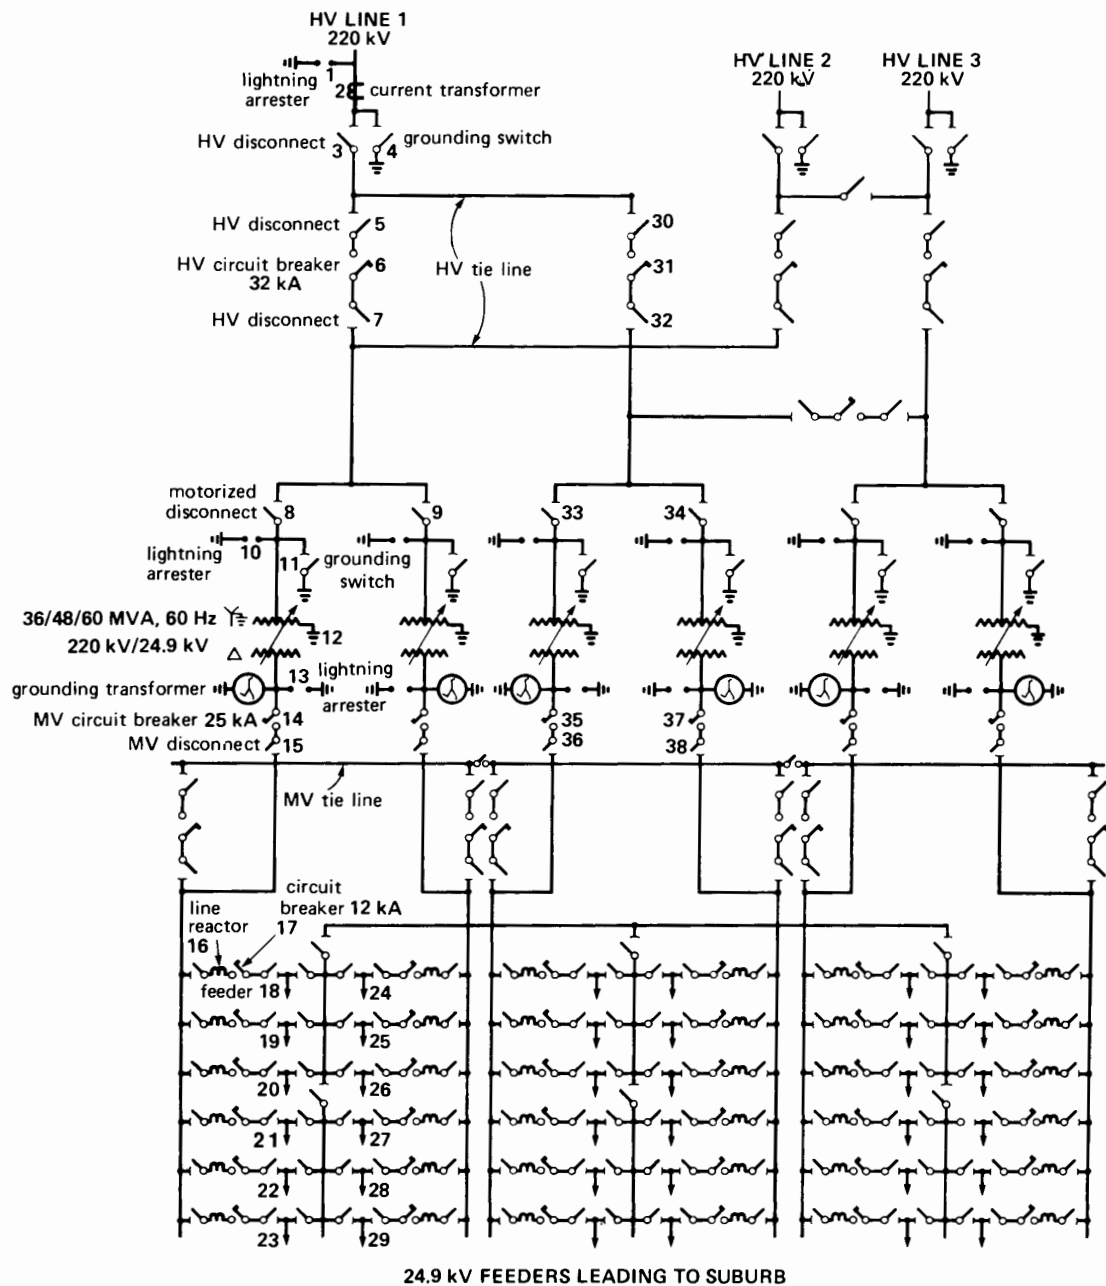 HV LINE 1
220 kV
HV LINE 2
220 kV
HV LINE 3
220 kV
1
lightning
arrester
28
current transformer
HV disconnect
3
4
grounding switch
HV disconnect
5
30
HV circuit breaker
32 kA
6
HV tie line
31
HV disconnect
7
32
motorized
disconnect
8
9
33
34
10
lightning
arrester
11
grounding
switch
36/48/60 MVA, 60 Hz
220 kV/24.9 kV
12
grounding transformer
13
lightning
arrester
MV circuit breaker 25 kA
14
35
37
MV disconnect
15
36
38
MV tie line
circuit
breaker 12 kA
17
line
reactor
16
feeder 18
24
19
25
20
26
21
27
22
28
23
29
24.9 kV FEEDERS LEADING TO SUBURB